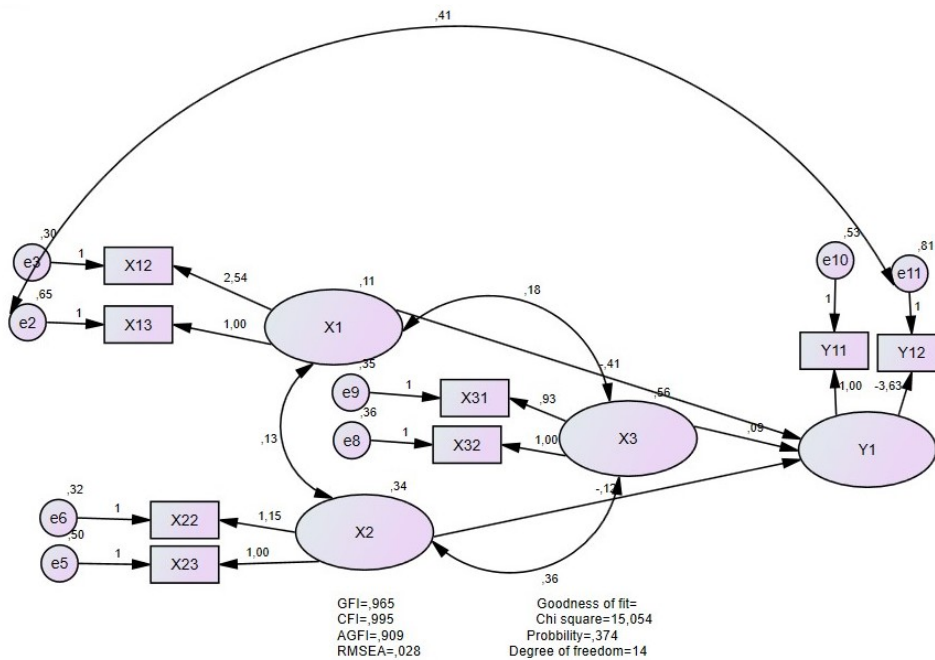 ,41
,30
e3
1
X12
,65
e2
1
X13
2,54
1,00
,11
X1
,18
,53
e10
1
,81
e11
1
Y11
Y12
1,00
-3,63
Y1
-,41
,35
e9
1
X31
,93
,36
e8
1
X32
1,00
,56
X3
,09
,13
,32
e6
1
X22
1,15
,50
e5
1
X23
1,00
,34
X2
,36
GFI=,965
CFI=,995
AGFI=,909
RMSEA=,028
Goodness of fit=
Chi square=15,054
Probbility=,374
Degree of freedom=14